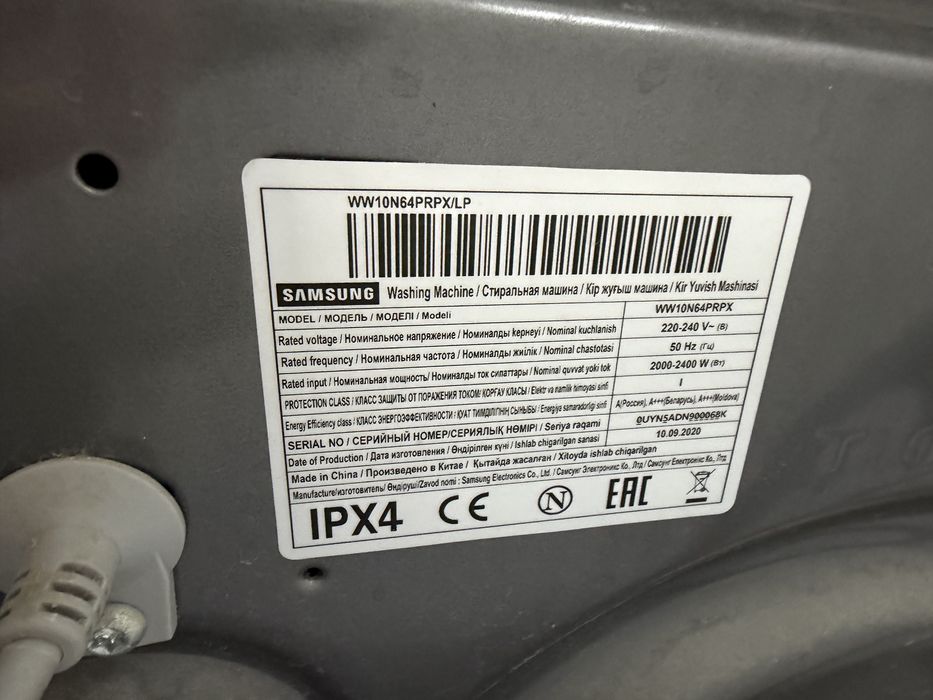 WW10N64PRPX/LP
SAMSUNG Washing Machine / Стиральная машина / Кір жуғыш машина / Kir Yuvish Mashinasi
MODEL / МОДЕЛЬ / МОДЕЛІ / Modeli WW10N64PRPX
Rated voltage / Номинальное напряжение / Номиналды кернеуі / Nominal kuchlanish 220-240 V~ (В)
Rated frequency / Номинальная частота / Номиналды жиілік / Nominal chastotasi 50 Hz (Гц)
Rated input / Номинальная мощность/ Номиналды ток сипаттары / Nominal quvvat yoki tok 2000-2400 W (Вт)
PROTECTION CLASS / КЛАСС ЗАЩИТЫ ОТ ПОРАЖЕНИЯ ТОКОМ/ ҚОРҒАУ КЛАСЫ / Elektr va namlik himoyasi sinfi I
Energy Efficiency class / КЛАСС ЭНЕРГОЭФФЕКТИВНОСТИ / ҚУАТ ТИІМДІЛІГІНІҢ СЫНЫБЫ / Energiya samaradorligi sinfi A(Россия), A+++(Беларусь), A+++(Moldova)
SERIAL NO / СЕРИЙНЫЙ НОМЕР/СЕРИЯЛЫҚ НӨМІРІ / Seriya raqami 0UYN5ADN900068K
Date of Production / Дата изготовления / Өндірілген күні / Ishlab chigarilgan sanasi 10.09.2020
Made in China / Произведено в Китае / Қытайда жасалған / Xitoyda ishlab chiqarilgan
Manufacture/изготовитель/ Өндіруші/Zavod nomi : Samsung Electronics Co., Ltd. / Самсунг Электроникс Ко., Лтд / Самсунг Електронікс Ко., Лтд
IPX4 CE N EAC